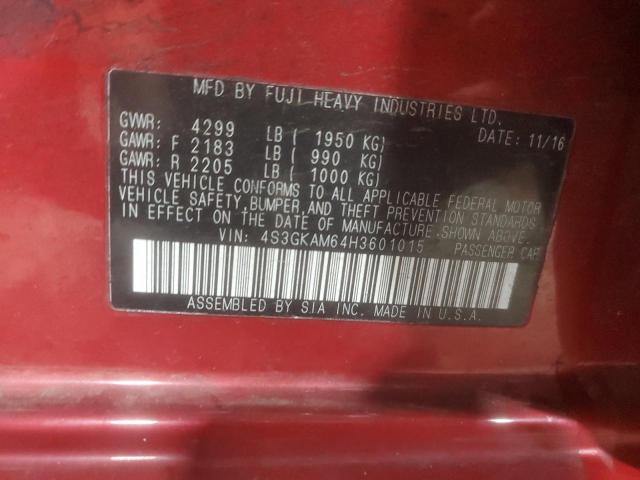 MFD BY FUJI HEAVY INDUSTRIES LTD.
DATE: 11/16
GVWR: 4299 LB ( 1950 KG)
GAWR: F 2183 LB ( 990 KG)
GAWR: R 2205 LB ( 1000 KG)
THIS VEHICLE CONFORMS TO ALL APPLICABLE FEDERAL MOTOR
VEHICLE SAFETY, BUMPER, AND THEFT PREVENTION STANDARDS
IN EFFECT ON THE DATE OF MANUFACTURE SHOWN ABOVE.
VIN: 4S3GKAM64H3601015 PASSENGER CAR
ASSEMBLED BY SIA INC. MADE IN U.S.A.